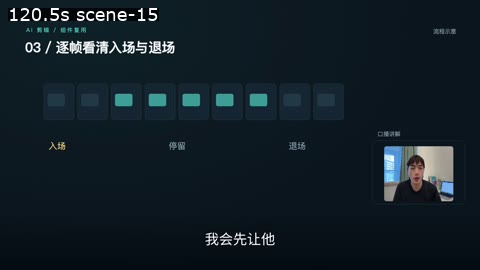 120.5s scene-15
AI 剪辑 / 组件复用
03 / 逐帧看清入场与退场
流程示意
入场
停留
退场
口播讲解
我会先让他